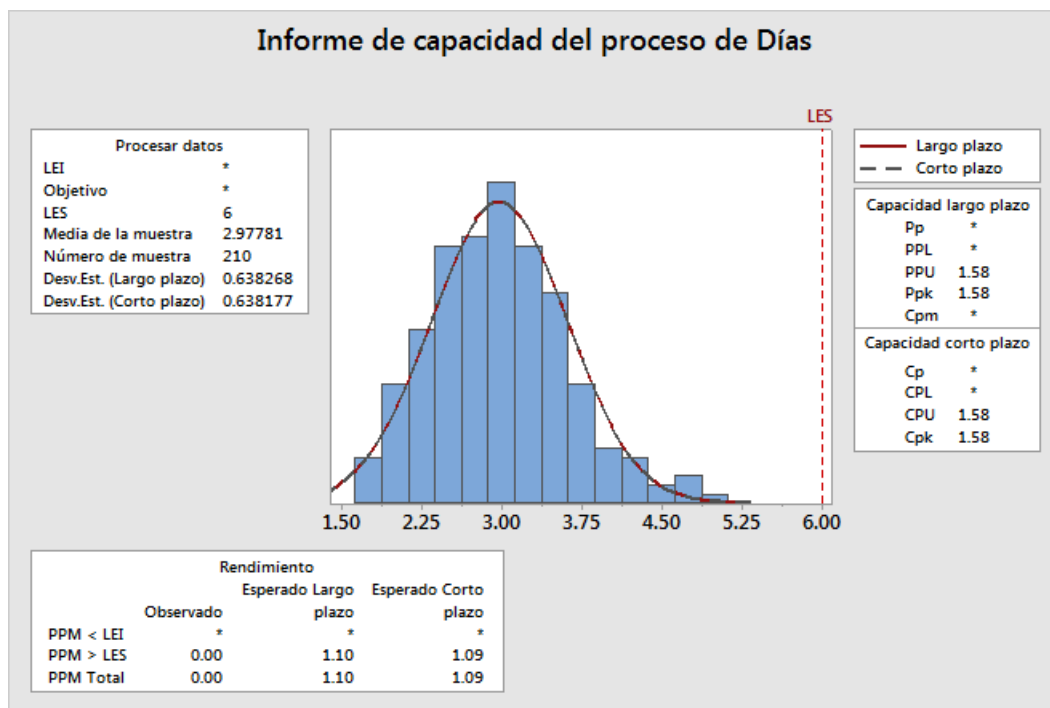 Informe de capacidad del proceso de Días
LES
Procesar datos
LEI *
Objetivo *
LES 6
Media de la muestra 2.97781
Número de muestra 210
Desv.Est. (Largo plazo) 0.638268
Desv.Est. (Corto plazo) 0.638177
Largo plazo
Corto plazo
Capacidad largo plazo
Pp *
PPL *
PPU 1.58
Ppk 1.58
Cpm *
Capacidad corto plazo
Cp *
CPL *
CPU 1.58
Cpk 1.58
1.50 2.25 3.00 3.75 4.50 5.25 6.00
Rendimiento
Esperado Largo Esperado Corto
Observado plazo plazo
PPM < LEI * * *
PPM > LES 0.00 1.10 1.09
PPM Total 0.00 1.10 1.09